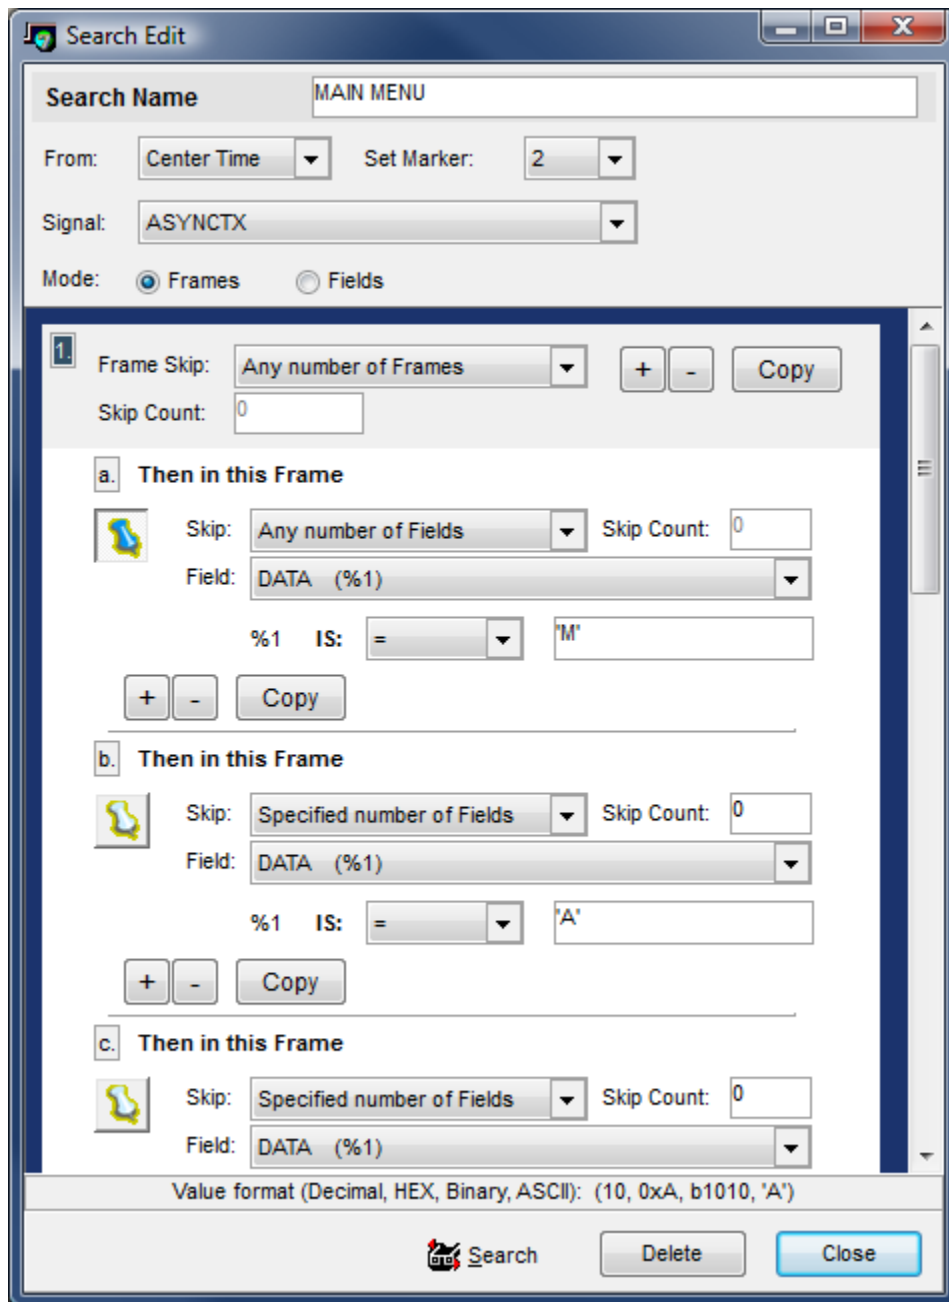 Search Edit
Search Name MAIN MENU
From: Center Time Set Marker: 2
Signal: ASYNCTX
Mode: Frames Fields
1. Frame Skip: Any number of Frames + - Copy
Skip Count: 0
a. Then in this Frame
Skip: Any number of Fields Skip Count: 0
Field: DATA (%1)
%1 IS: = 'M'
+ - Copy
b. Then in this Frame
Skip: Specified number of Fields Skip Count: 0
Field: DATA (%1)
%1 IS: = 'A'
+ - Copy
c. Then in this Frame
Skip: Specified number of Fields Skip Count: 0
Field: DATA (%1)
Value format (Decimal, HEX, Binary, ASCII): (10, 0xA, b1010, 'A')
Search Delete Close